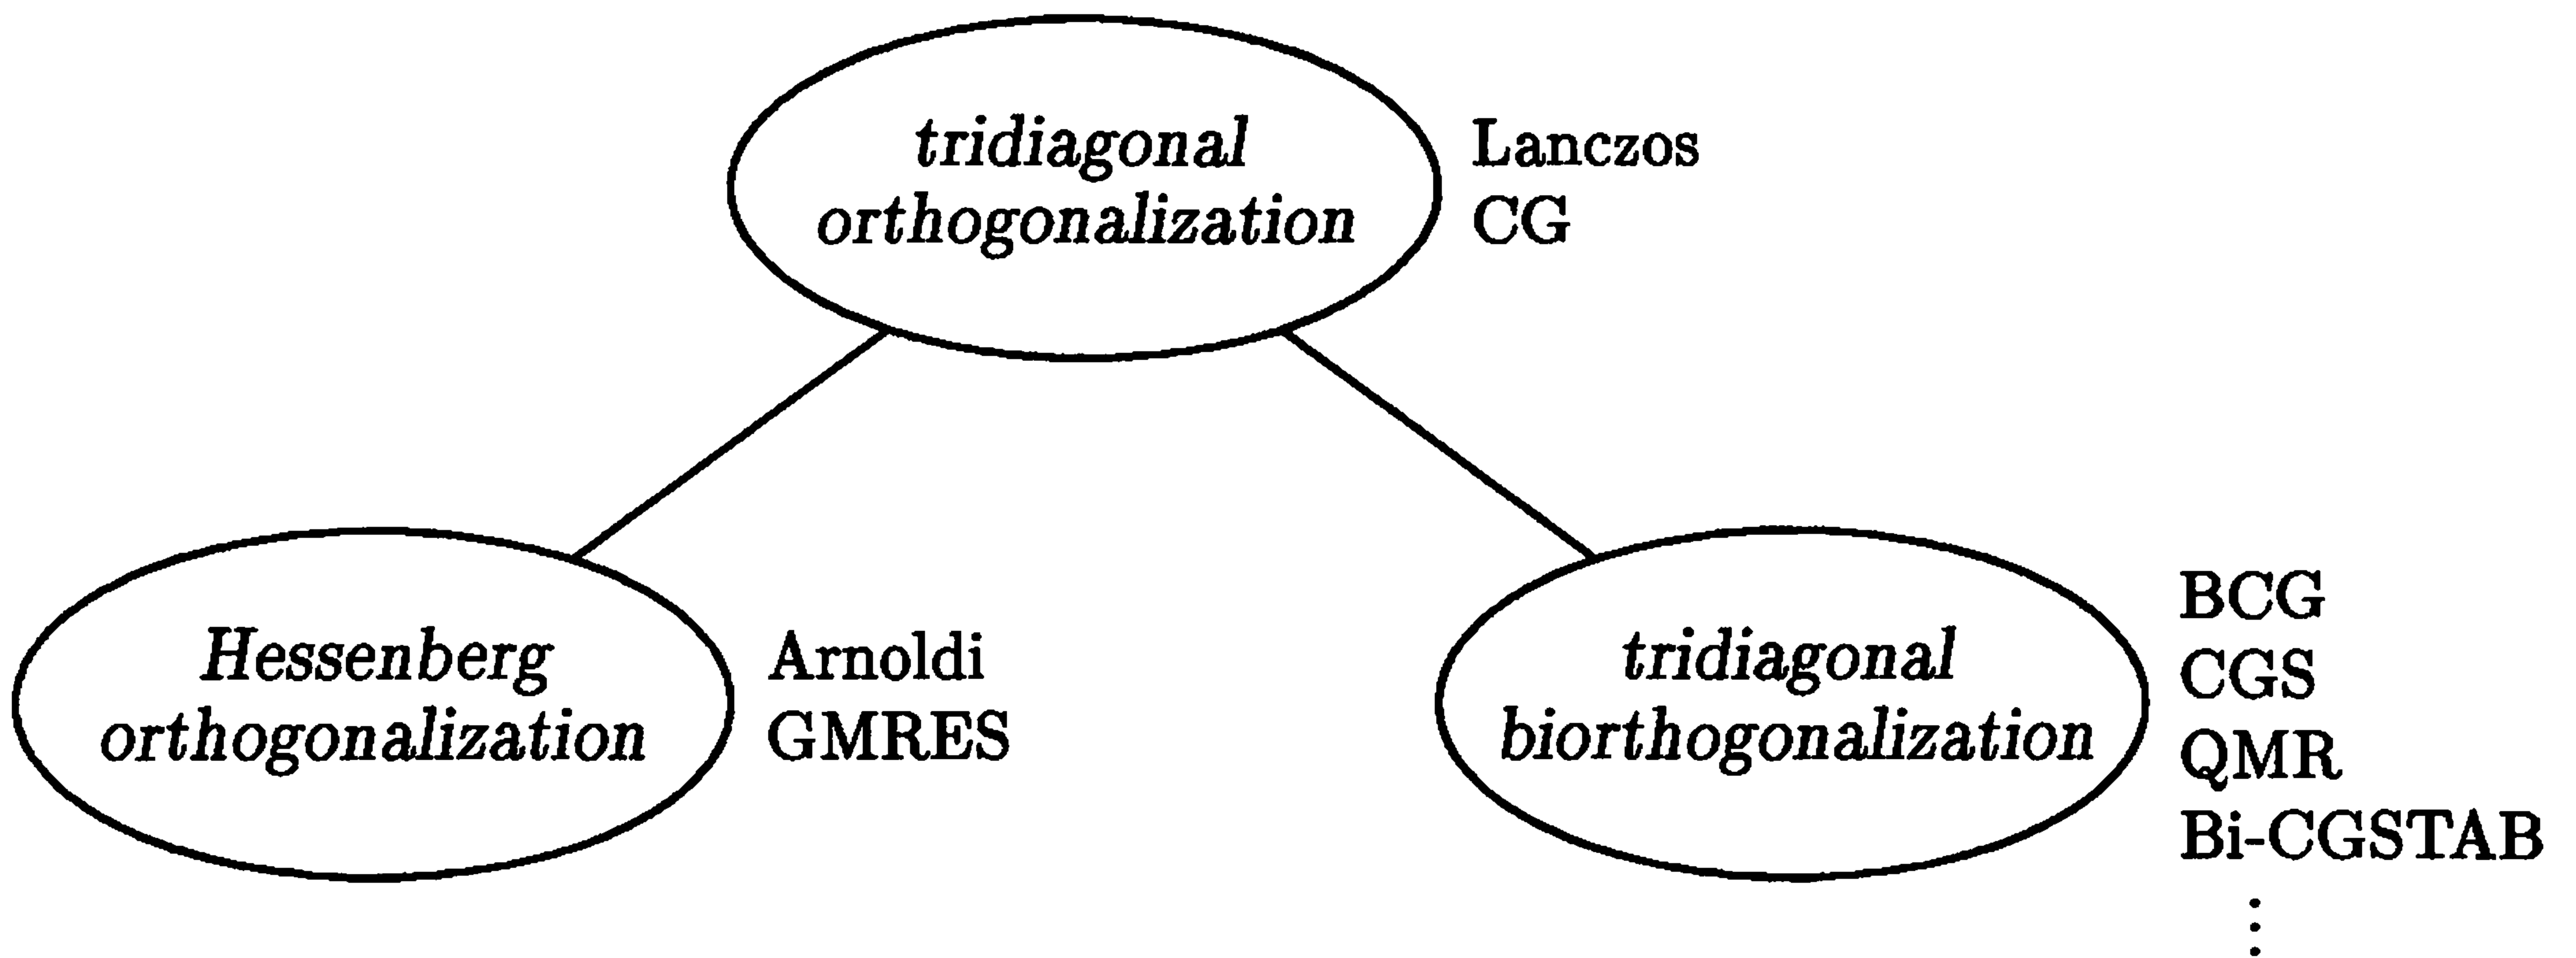 tridiagonal
orthogonalization
Lanczos
CG
Hessenberg
orthogonalization
Arnoldi
GMRES
tridiagonal
biorthogonalization
BCG
CGS
QMR
Bi-CGSTAB
⋮